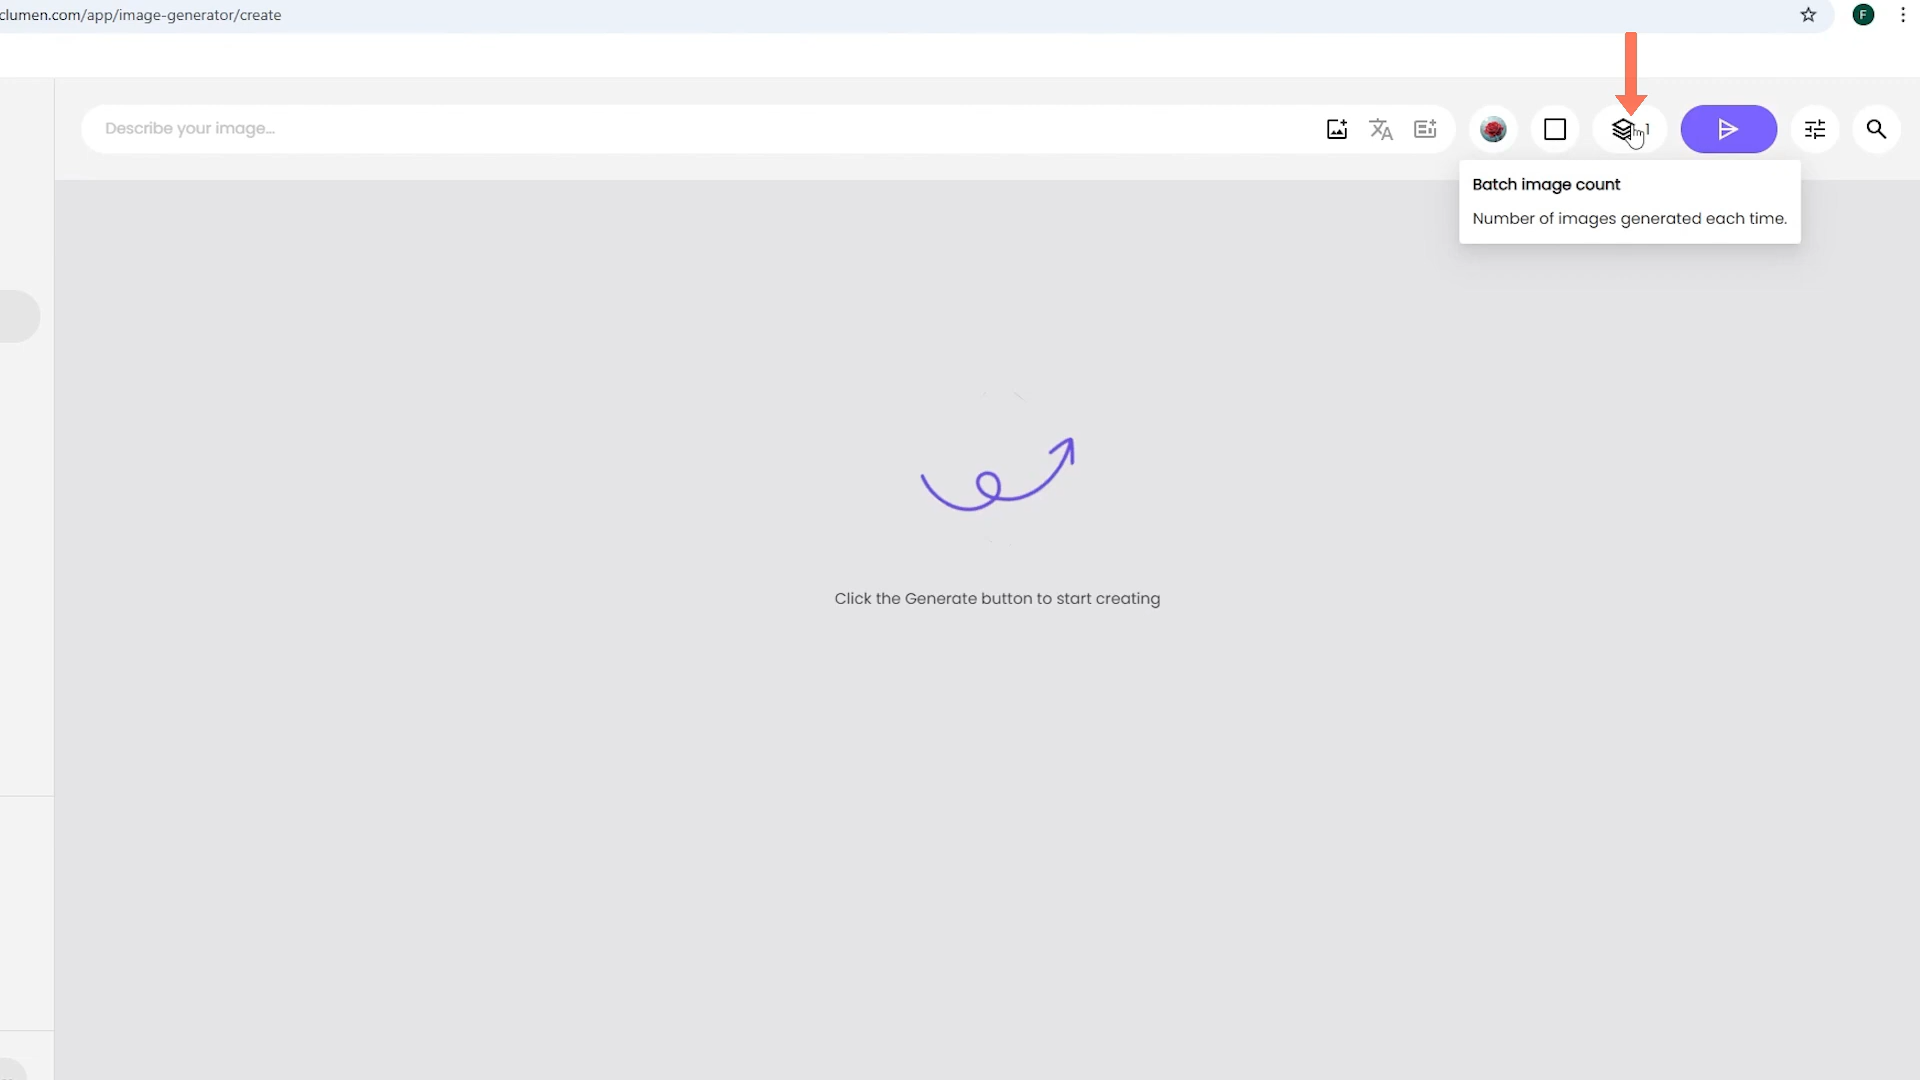 clumen.com/app/image-generator/create
F
Describe your image...
1
Batch image count
Number of images generated each time.
Click the Generate button to start creating